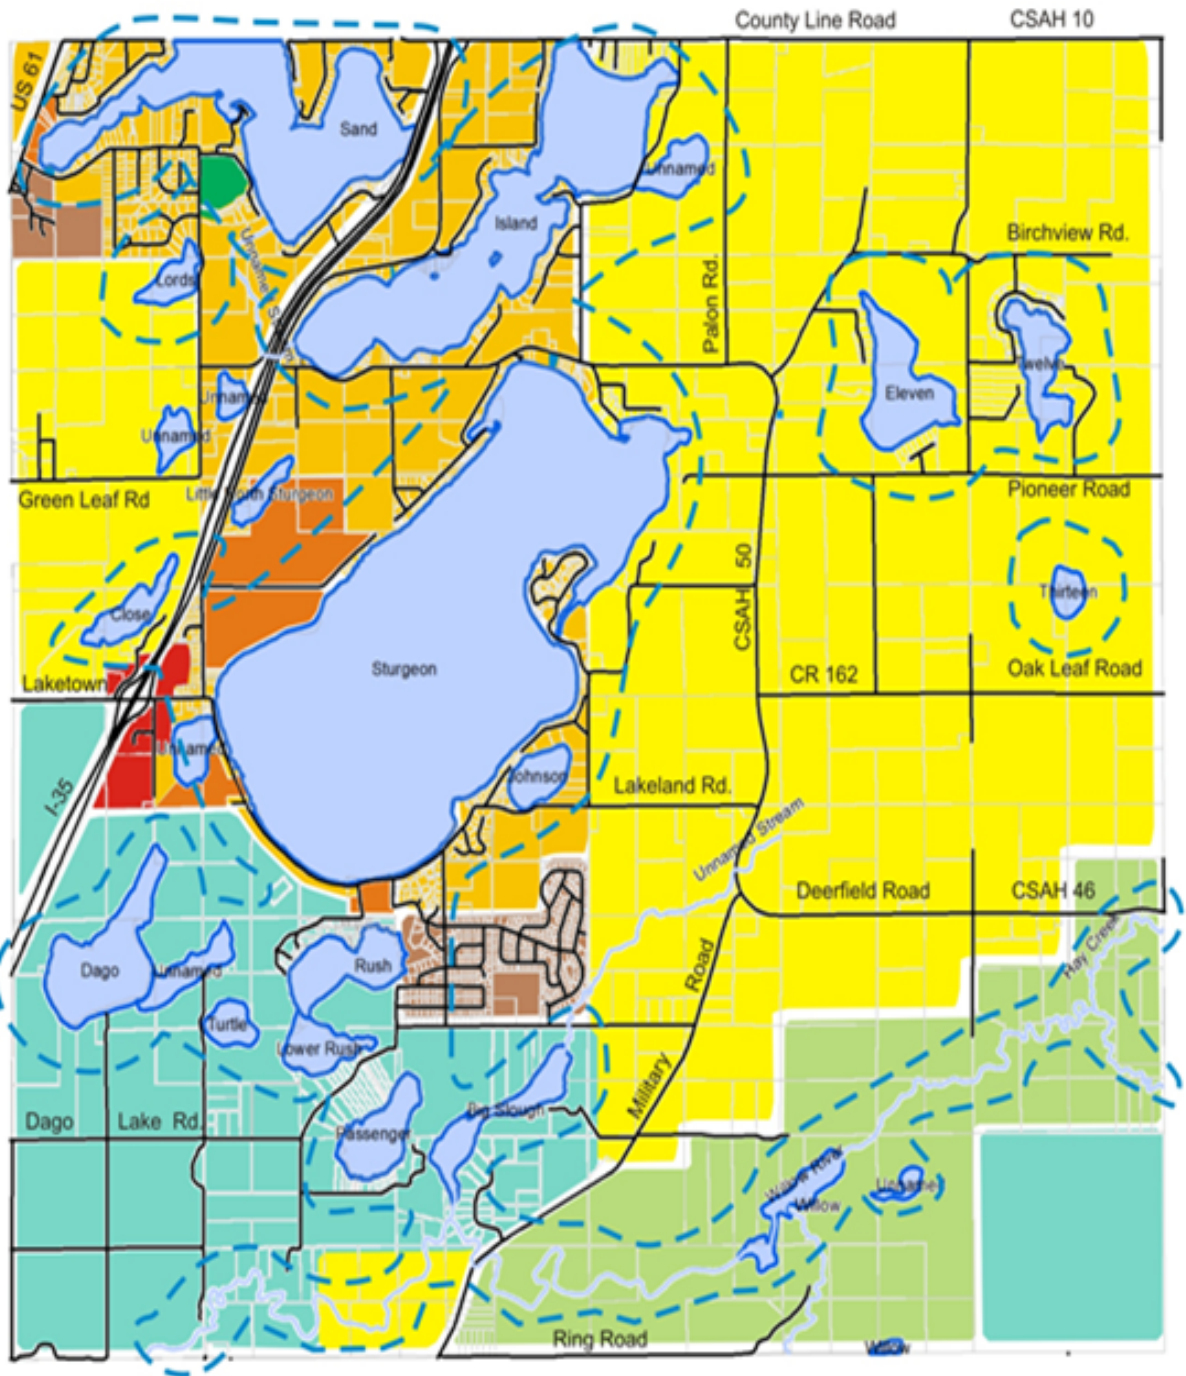 County Line Road
CSAH 10
US 61
Sand
Unnamed
Island
Birchview Rd.
Lords
Unnamed Stream
Palon Rd.
Twelve
Eleven
Unnamed
Unnamed
Green Leaf Rd
Little North Sturgeon
Pioneer Road
CSAH 50
Close
Thirteen
Laketown
Sturgeon
CR 162
Oak Leaf Road
Unnamed
Johnson
Lakeland Rd.
I-35
Unnamed Stream
Deerfield Road
CSAH 46
Hay Creek
Dago
Unnamed
Rush
Road
Turtle
Lower Rush
Military
Big Slough
Dago
Lake Rd.
Passenger
Willow River
Unnamed
Willow
Ring Road
Willow